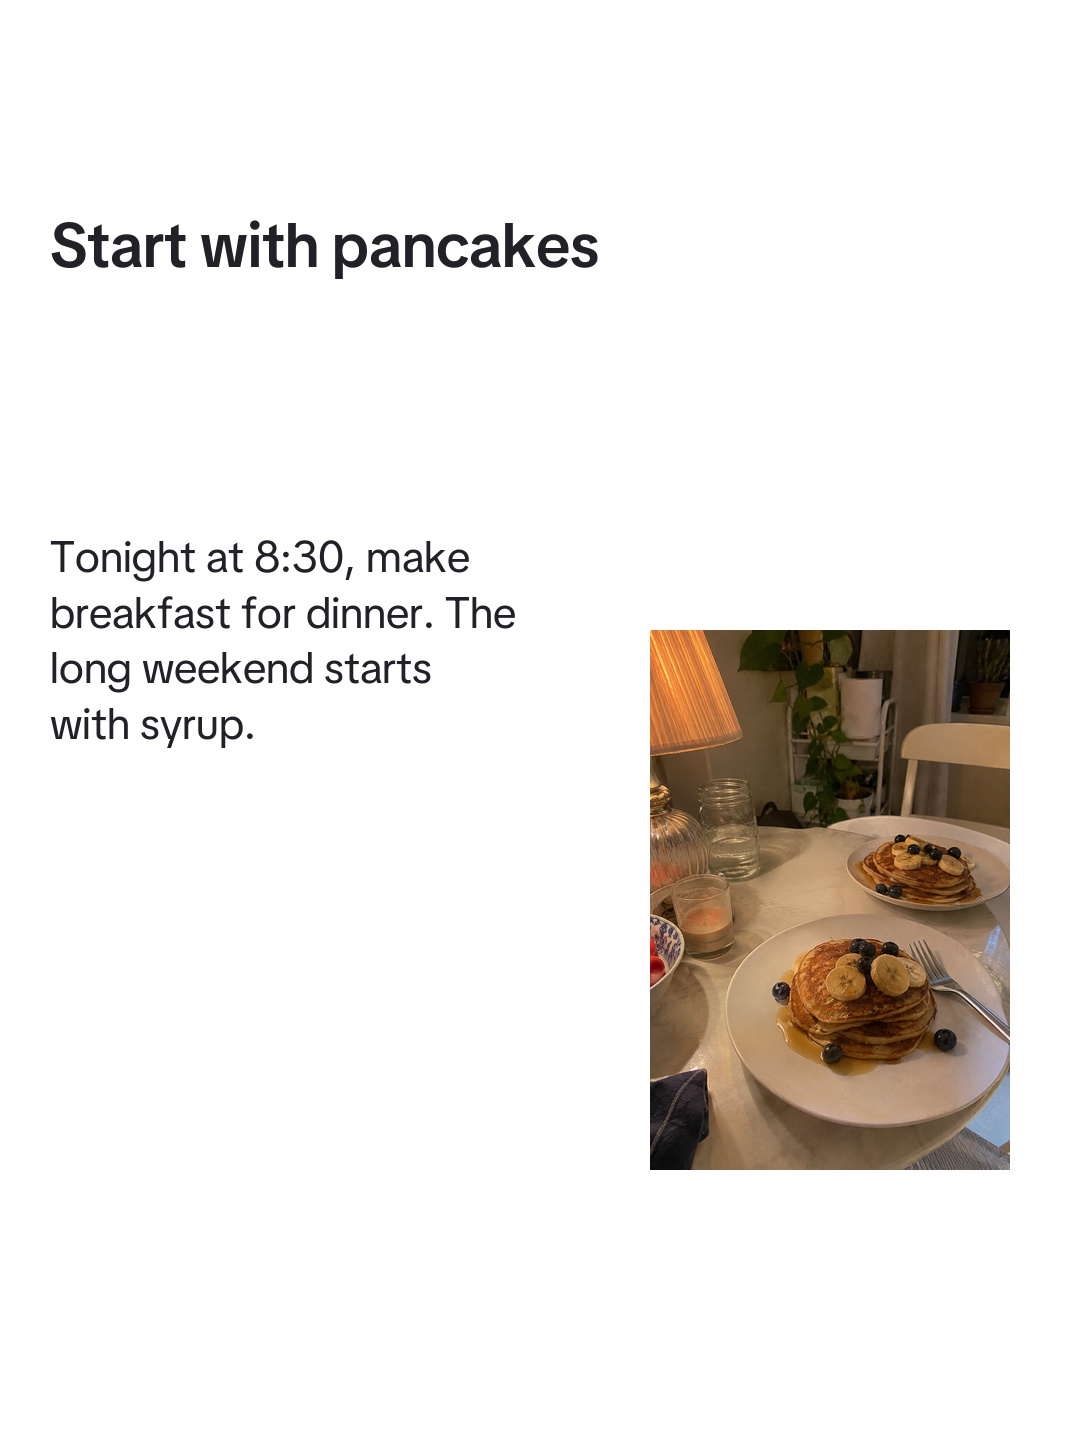 Start with pancakes
Tonight at 8:30, make
breakfast for dinner. The
long weekend starts
with syrup.